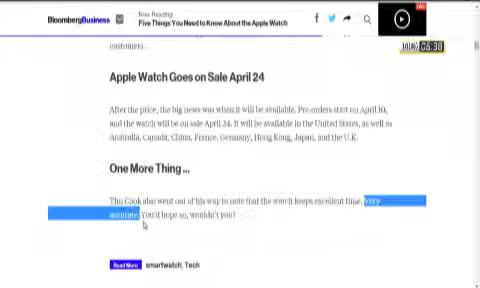 BloombergBusiness
Now Reading:
Five Things You Need to Know About the Apple Watch
customers.
Apple Watch Goes on Sale April 24
After the price, the big news was when it will be available. Pre-orders start on April 10,
and the watch will be on sale April 24. It will be available in the United States, as well as
Australia, Canada, China, France, Germany, Hong Kong, Japan, and the U.K.
One More Thing ...
Tim Cook also went out of his way to note that the watch keeps excellent time. Very
accurate. You'd hope so, wouldn't you?
Read More smartwatch, Tech